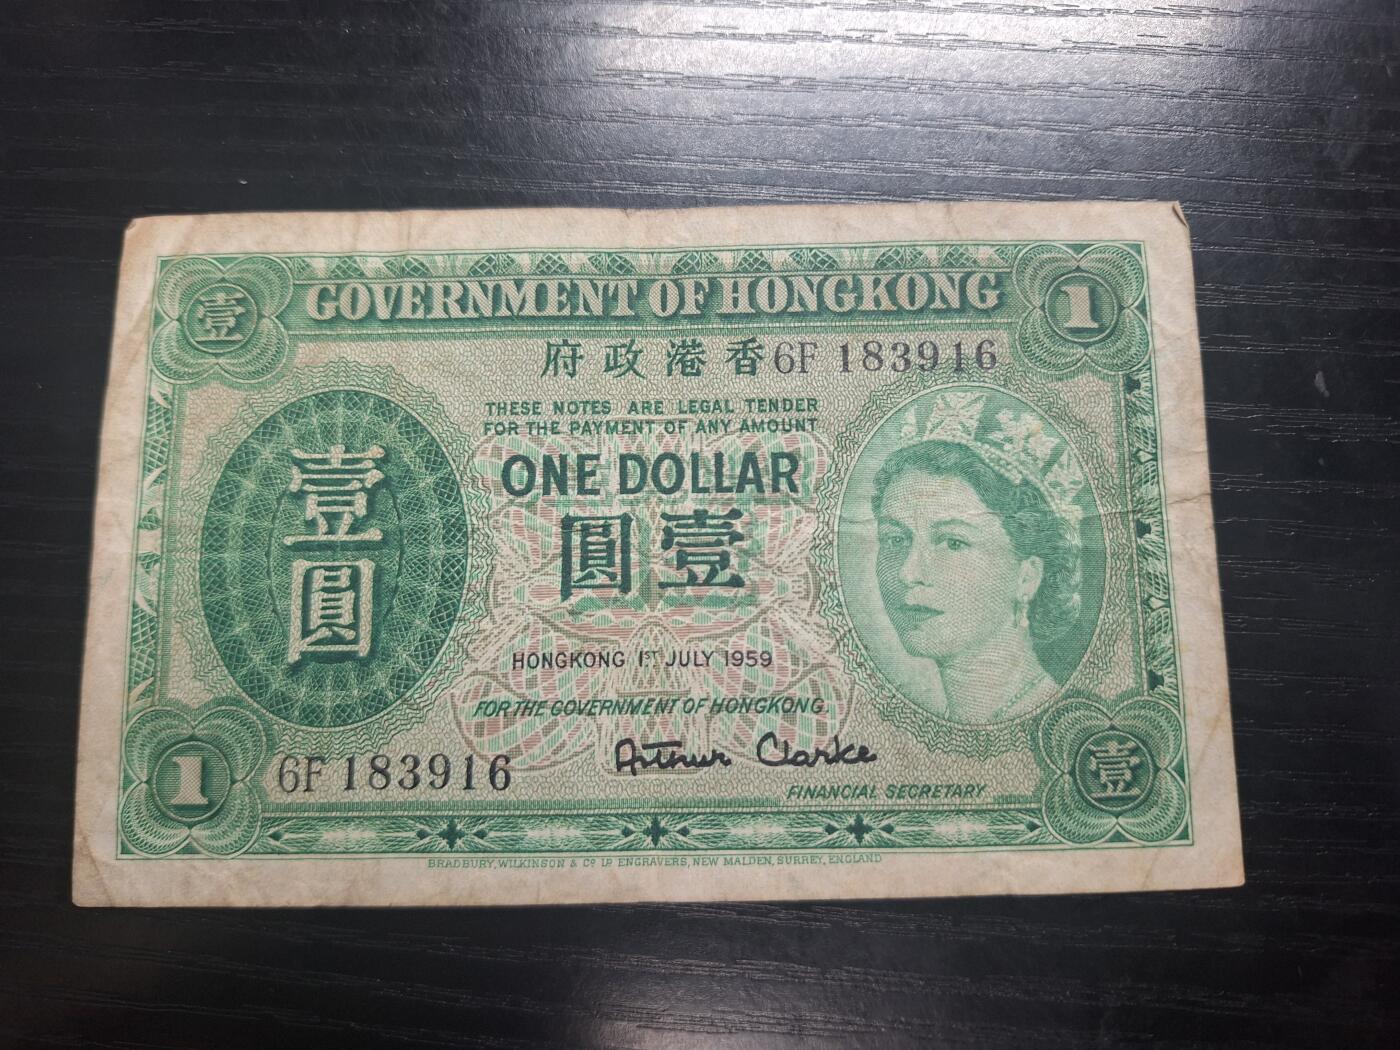 壹 GOVERNMENT OF HONGKONG 1
府政港香 6F 183916
THESE NOTES ARE LEGAL TENDER
FOR THE PAYMENT OF ANY AMOUNT
ONE DOLLAR
圓壹
壹
圓
HONGKONG 1ST JULY 1959
FOR THE GOVERNMENT OF HONGKONG.
1 6F 183916 Arthur Clarke 壹
FINANCIAL SECRETARY
BRADBURY, WILKINSON & Co LD ENGRAVERS, NEW MALDEN, SURREY, ENGLAND